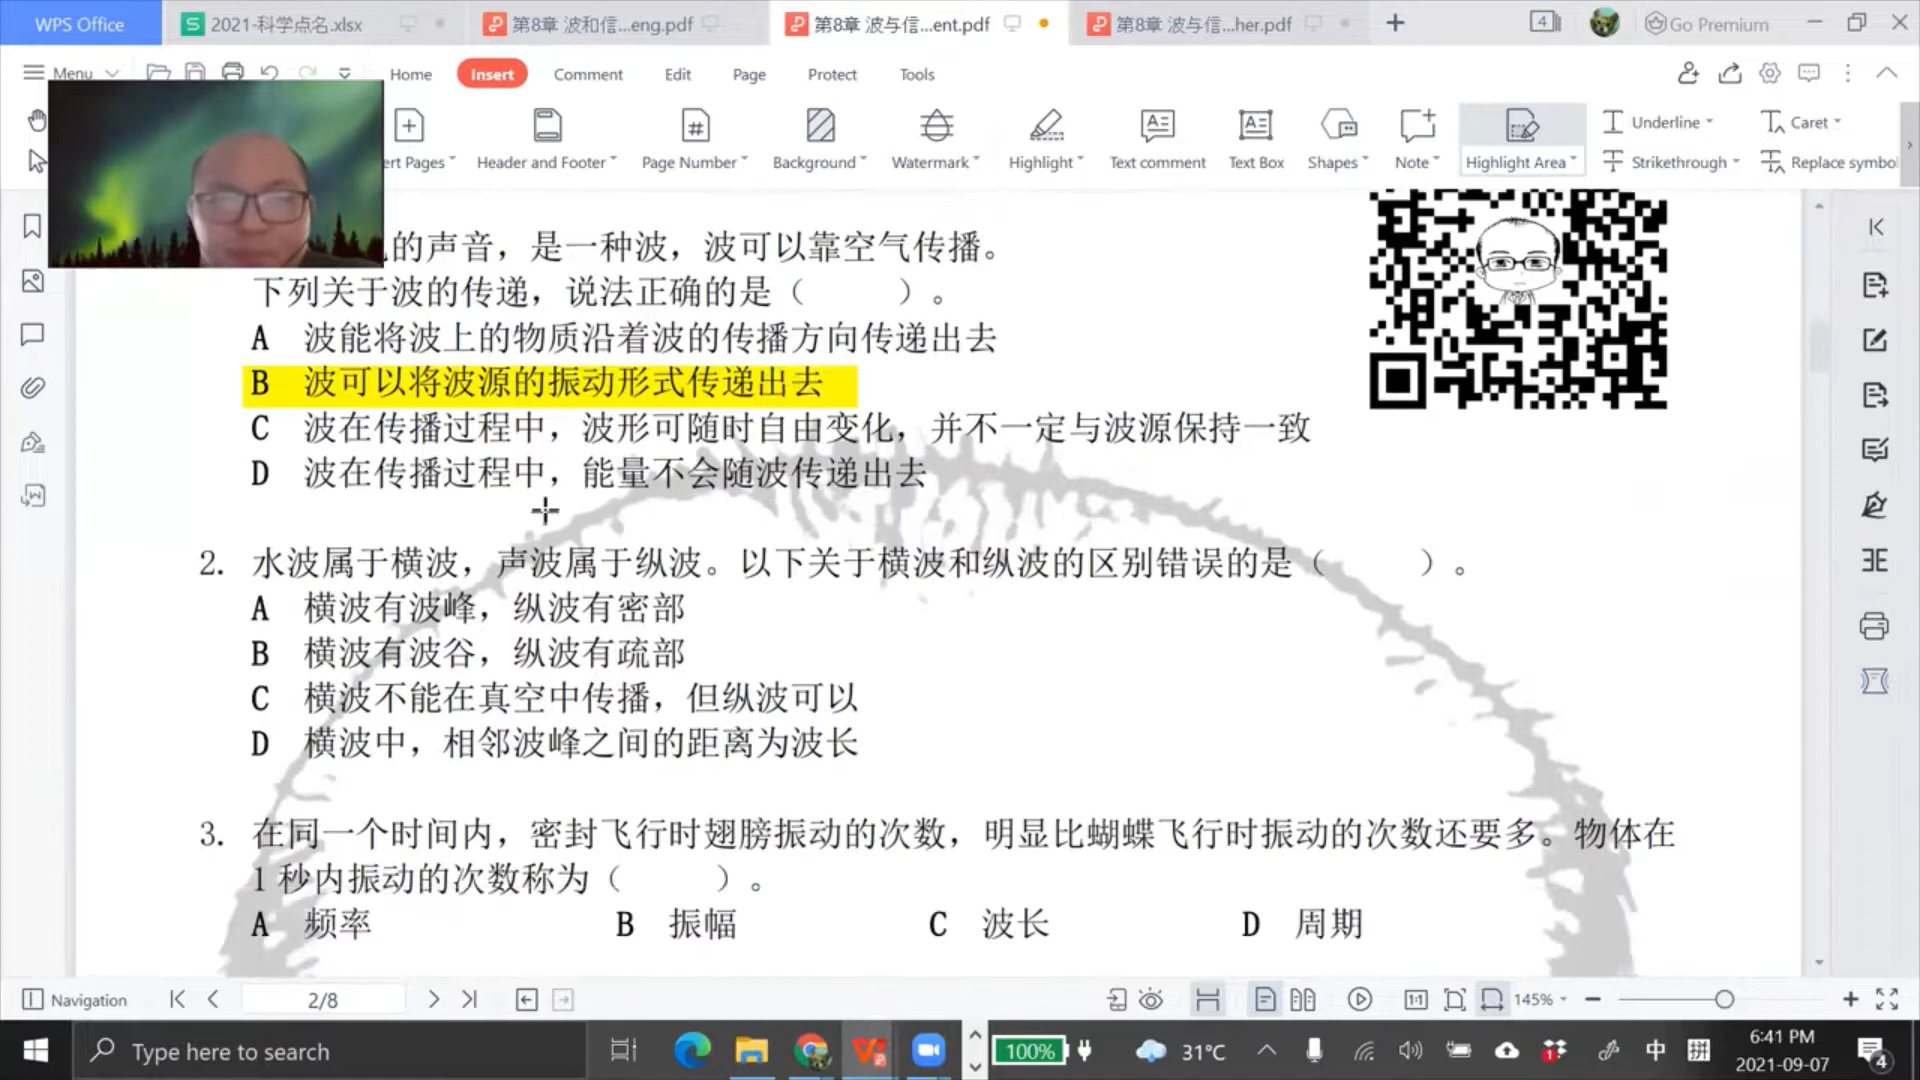 WPS Office
2021-科学点名.xlsx
第8章 波和信...eng.pdf
第8章 波与信...ent.pdf
第8章 波与信...her.pdf
4
Go Premium
Menu
Home
Insert
Comment
Edit
Page
Protect
Tools
ert Pages
Header and Footer
Page Number
Background
Watermark
Highlight
Text comment
Text Box
Shapes
Note
Highlight Area
Underline
Strikethrough
Caret
Replace symbol
的声音，是一种波，波可以靠空气传播。
下列关于波的传递，说法正确的是（　　）。
A 波能将波上的物质沿着波的传播方向传递出去
B 波可以将波源的振动形式传递出去
C 波在传播过程中，波形可随时自由变化，并不一定与波源保持一致
D 波在传播过程中，能量不会随波传递出去
2. 水波属于横波，声波属于纵波。以下关于横波和纵波的区别错误的是（　　）。
A 横波有波峰，纵波有密部
B 横波有波谷，纵波有疏部
C 横波不能在真空中传播，但纵波可以
D 横波中，相邻波峰之间的距离为波长
3. 在同一个时间内，密封飞行时翅膀振动的次数，明显比蝴蝶飞行时振动的次数还要多。物体在
1 秒内振动的次数称为（　　）。
A 频率 B 振幅 C 波长 D 周期
Navigation
2/8
1:1
145%
Type here to search
100%
31°C
中
拼
6:41 PM
2021-09-07
4